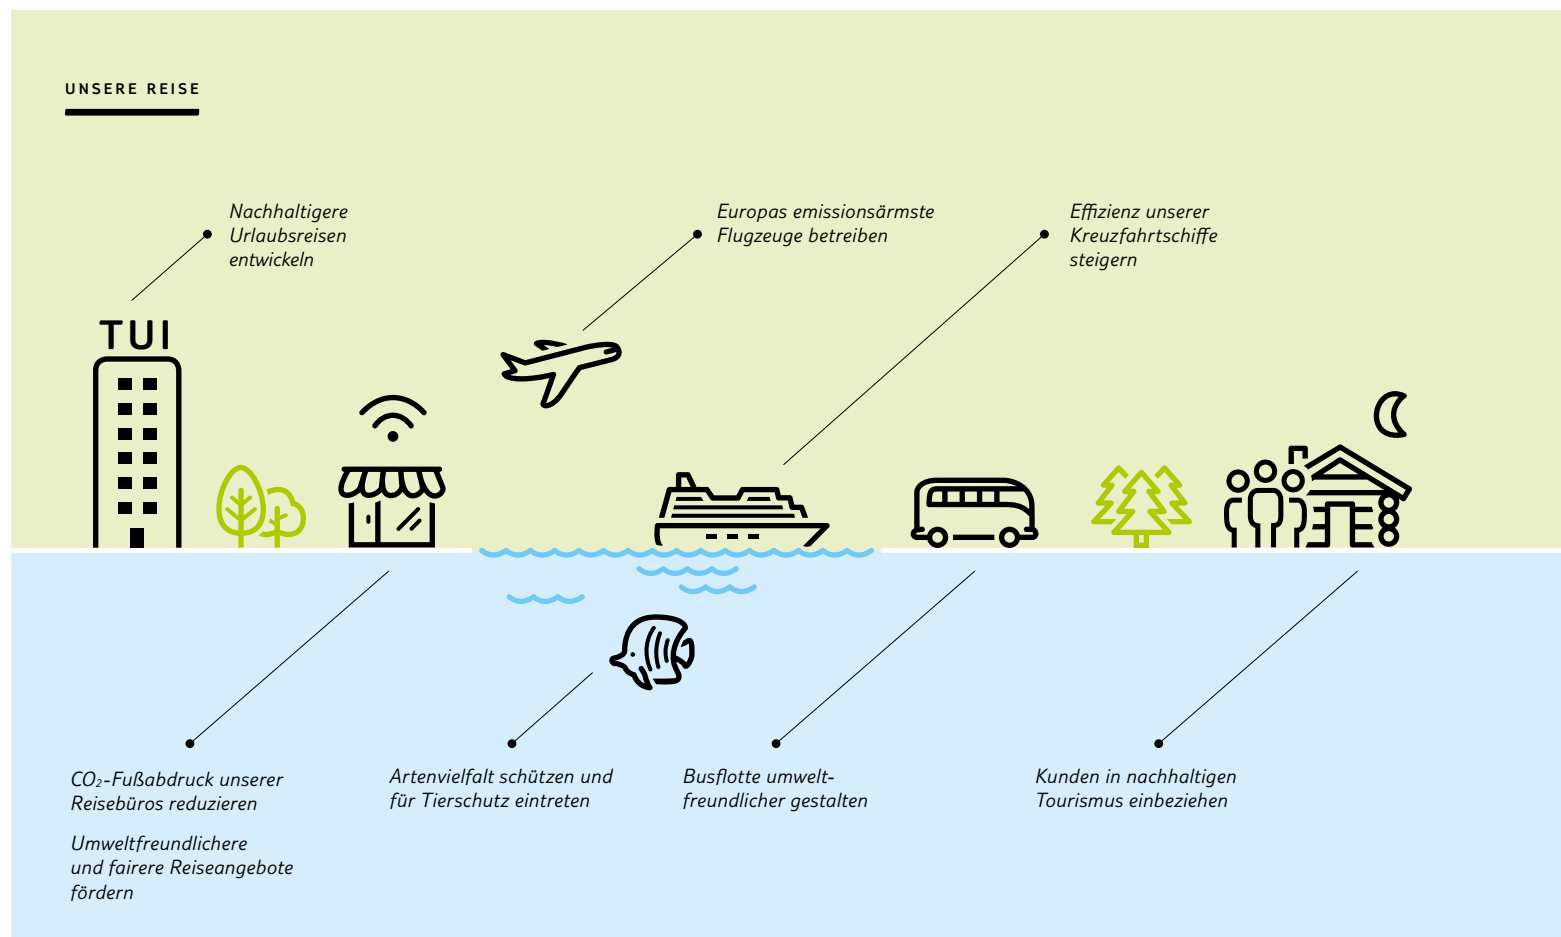 UNSERE REISE
Nachhaltigere
Urlaubsreisen
entwickeln
Europas emissionsärmste
Flugzeuge betreiben
Effizienz unserer
Kreuzfahrtschiffe
steigern
TUI
CO₂-Fußabdruck unserer
Reisebüros reduzieren
Umweltfreundlichere
und fairere Reiseangebote
fördern
Artenvielfalt schützen und
für Tierschutz eintreten
Busflotte umwelt-
freundlicher gestalten
Kunden in nachhaltigen
Tourismus einbeziehen